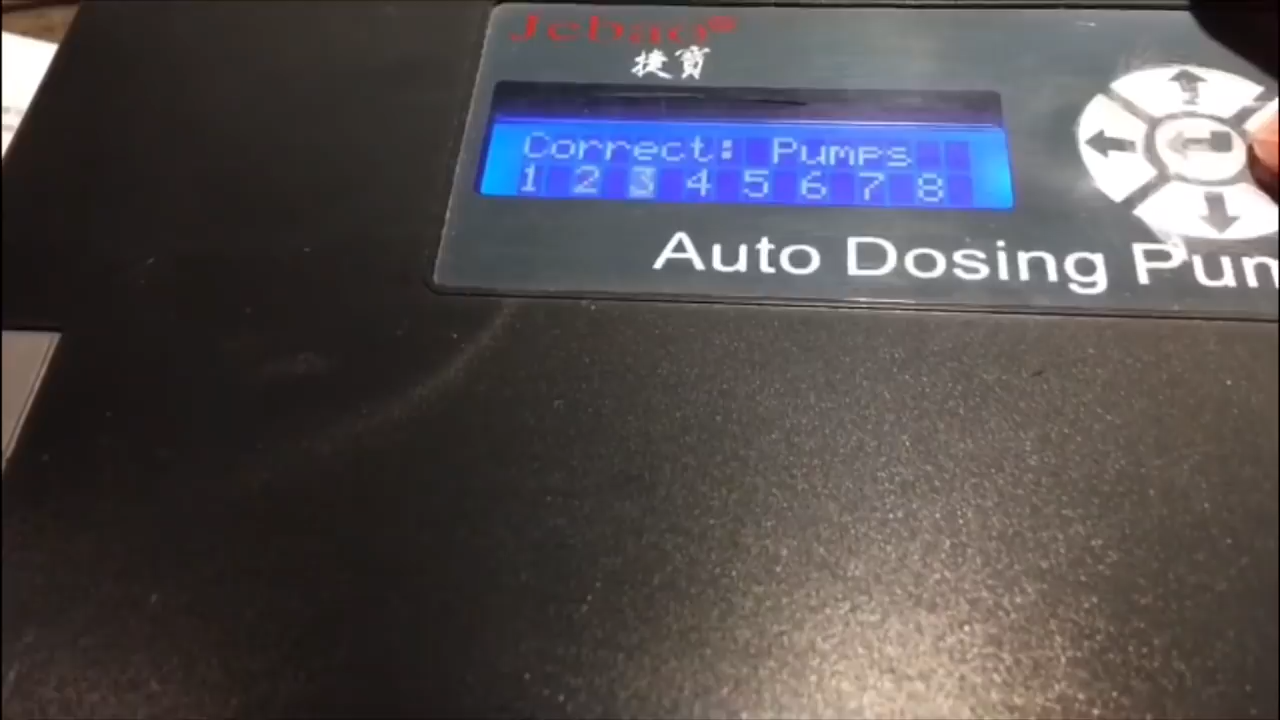 Jebao®
捷寶
Correct: Pumps
1 2 3 4 5 6 7 8
Auto Dosing Pum